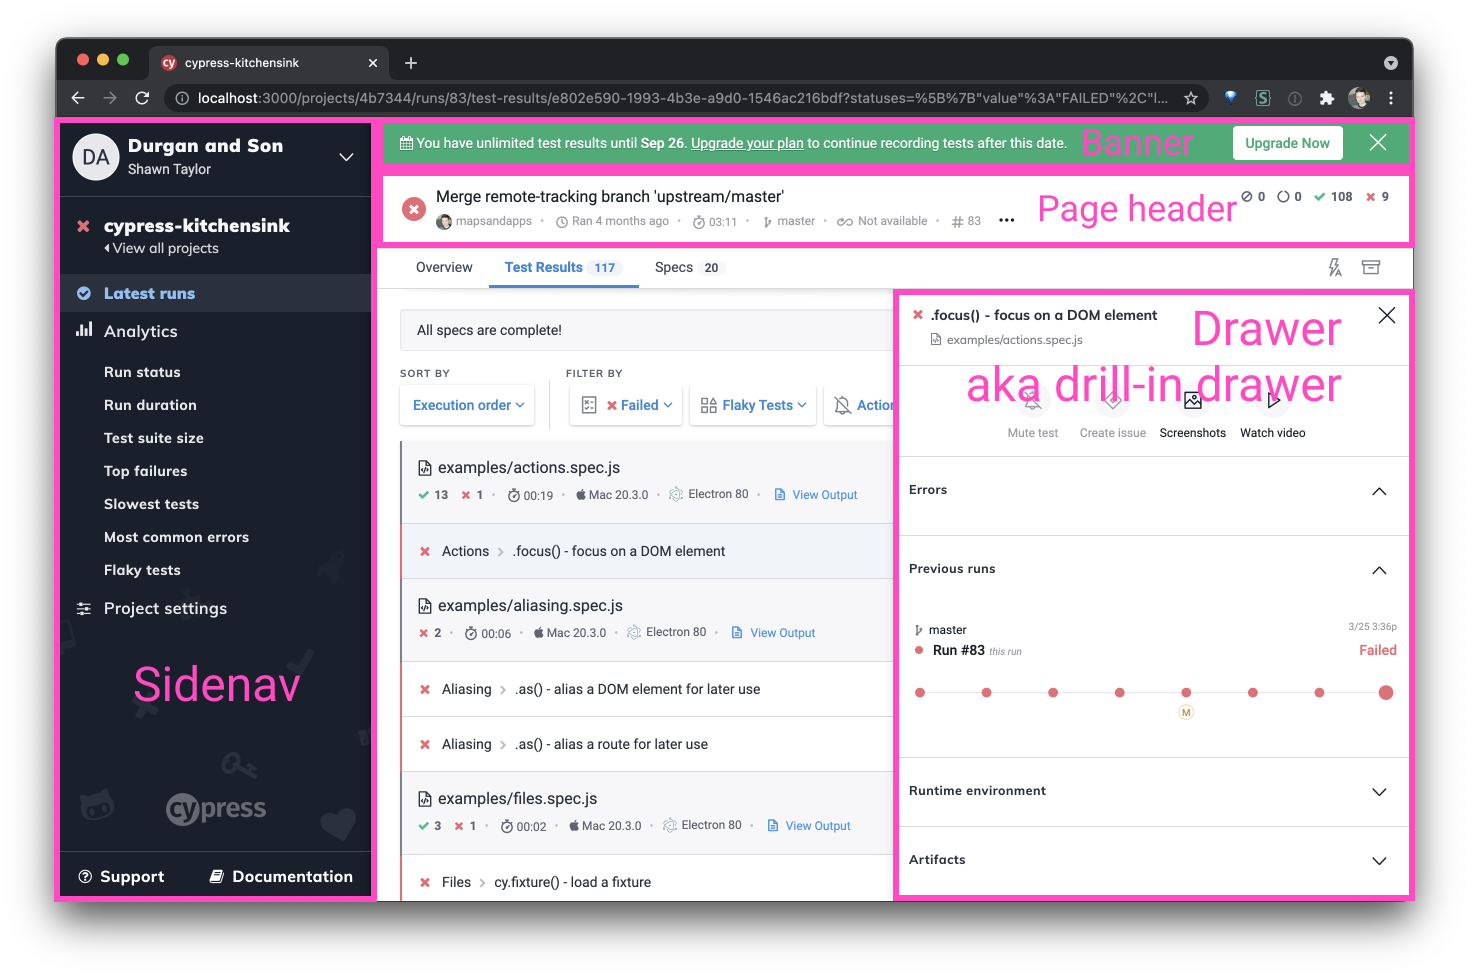 cypress-kitchensink
localhost:3000/projects/4b7344/runs/83/test-results/e802e590-1993-4b3e-a9d0-1546ac216bdf?statuses=%5B%7B"value"%3A"FAILED"%2C"l...
DA
Durgan and Son
Shawn Taylor
cypress-kitchensink
View all projects
Latest runs
Analytics
Run status
Run duration
Test suite size
Top failures
Slowest tests
Most common errors
Flaky tests
Project settings
Sidenav
cypress
Support
Documentation
You have unlimited test results until Sep 26. Upgrade your plan to continue recording tests after this date.
Banner
Upgrade Now
Merge remote-tracking branch 'upstream/master'
mapsandapps · Ran 4 months ago · 03:11 · master · Not available · # 83 •••
Page header
0 0 108 9
Overview
Test Results 117
Specs 20
All specs are complete!
SORT BY
Execution order
FILTER BY
Failed
Flaky Tests
Action
examples/actions.spec.js
13 1 · 00:19 · Mac 20.3.0 · Electron 80 · View Output
Actions > .focus() - focus on a DOM element
examples/aliasing.spec.js
2 · 00:06 · Mac 20.3.0 · Electron 80 · View Output
Aliasing > .as() - alias a DOM element for later use
Aliasing > .as() - alias a route for later use
examples/files.spec.js
3 1 · 00:02 · Mac 20.3.0 · Electron 80 · View Output
Files > cy.fixture() - load a fixture
.focus() - focus on a DOM element
examples/actions.spec.js
Drawer
aka drill-in drawer
Mute test
Create issue
Screenshots
Watch video
Errors
Previous runs
master
3/25 3:36p
Run #83 this run
Failed
M
Runtime environment
Artifacts